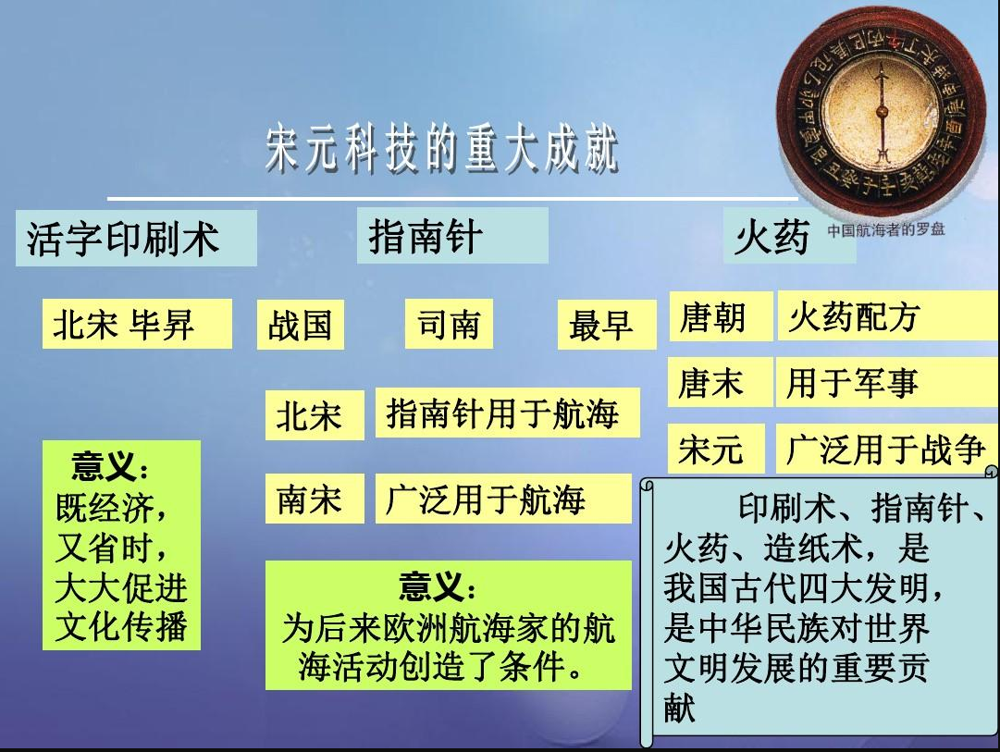 宋元科技的重大成就
中国航海者的罗盘
活字印刷术
指南针
火药
北宋 毕昇
战国
司南
最早
唐朝
火药配方
唐末
用于军事
北宋
指南针用于航海
宋元
广泛用于战争
南宋
广泛用于航海
意义：
既经济，
又省时，
大大促进
文化传播
意义：
为后来欧洲航海家的航
海活动创造了条件。
印刷术、指南针、
火药、造纸术，是
我国古代四大发明，
是中华民族对世界
文明发展的重要贡
献